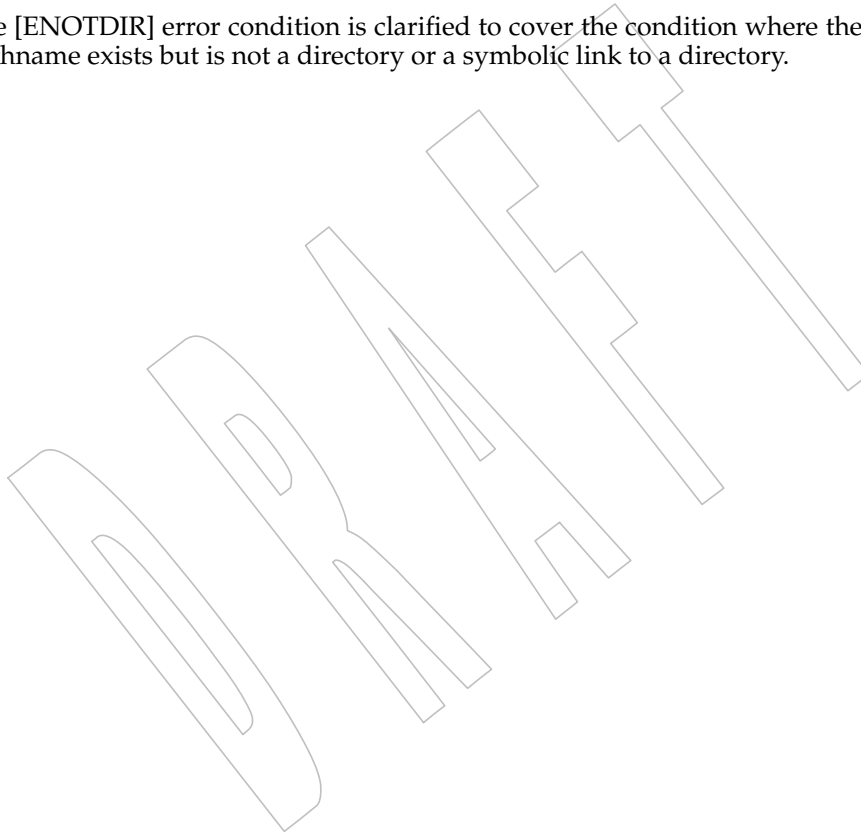 e [ENOTDIR] error condition is clarified to cover the condition where the
hname exists but is not a directory or a symbolic link to a directory.
DRAFT